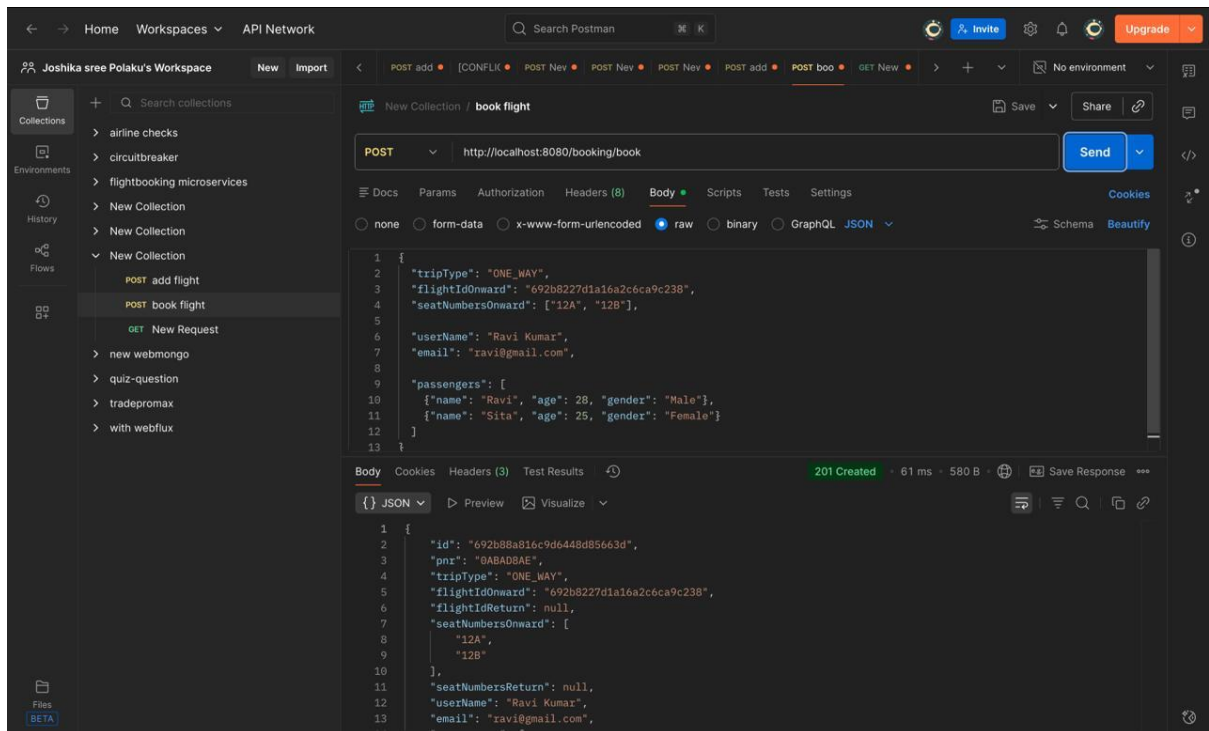 Home Workspaces API Network Search Postman ⌘ K Invite Upgrade
Joshika sree Polaku's Workspace New Import
POST add [CONFLIC POST Nev POST Nev POST Nev POST add POST boo GET New No environment
Collections
Environments
History
Flows
Files
BETA
Search collections
airline checks
circuitbreaker
flightbooking microservices
New Collection
New Collection
New Collection
POST add flight
POST book flight
GET New Request
new webmongo
quiz-question
tradepromax
with webflux
HTTP New Collection / book flight Save Share
POST http://localhost:8080/booking/book Send
Docs Params Authorization Headers (8) Body Scripts Tests Settings Cookies
none form-data x-www-form-urlencoded raw binary GraphQL JSON Schema Beautify
1 {
2 "tripType": "ONE_WAY",
3 "flightIdOnward": "692b8227d1a16a2c6ca9c238",
4 "seatNumbersOnward": ["12A", "12B"],
5
6 "userName": "Ravi Kumar",
7 "email": "ravi@gmail.com",
8
9 "passengers": [
10 {"name": "Ravi", "age": 28, "gender": "Male"},
11 {"name": "Sita", "age": 25, "gender": "Female"}
12 ]
13 }
Body Cookies Headers (3) Test Results 201 Created 61 ms 580 B Save Response
{} JSON Preview Visualize
1 {
2 "id": "692b88a816c9d6448d85663d",
3 "pnr": "0ABAD8AE",
4 "tripType": "ONE_WAY",
5 "flightIdOnward": "692b8227d1a16a2c6ca9c238",
6 "flightIdReturn": null,
7 "seatNumbersOnward": [
8 "12A",
9 "12B"
10 ],
11 "seatNumbersReturn": null,
12 "userName": "Ravi Kumar",
13 "email": "ravi@gmail.com",